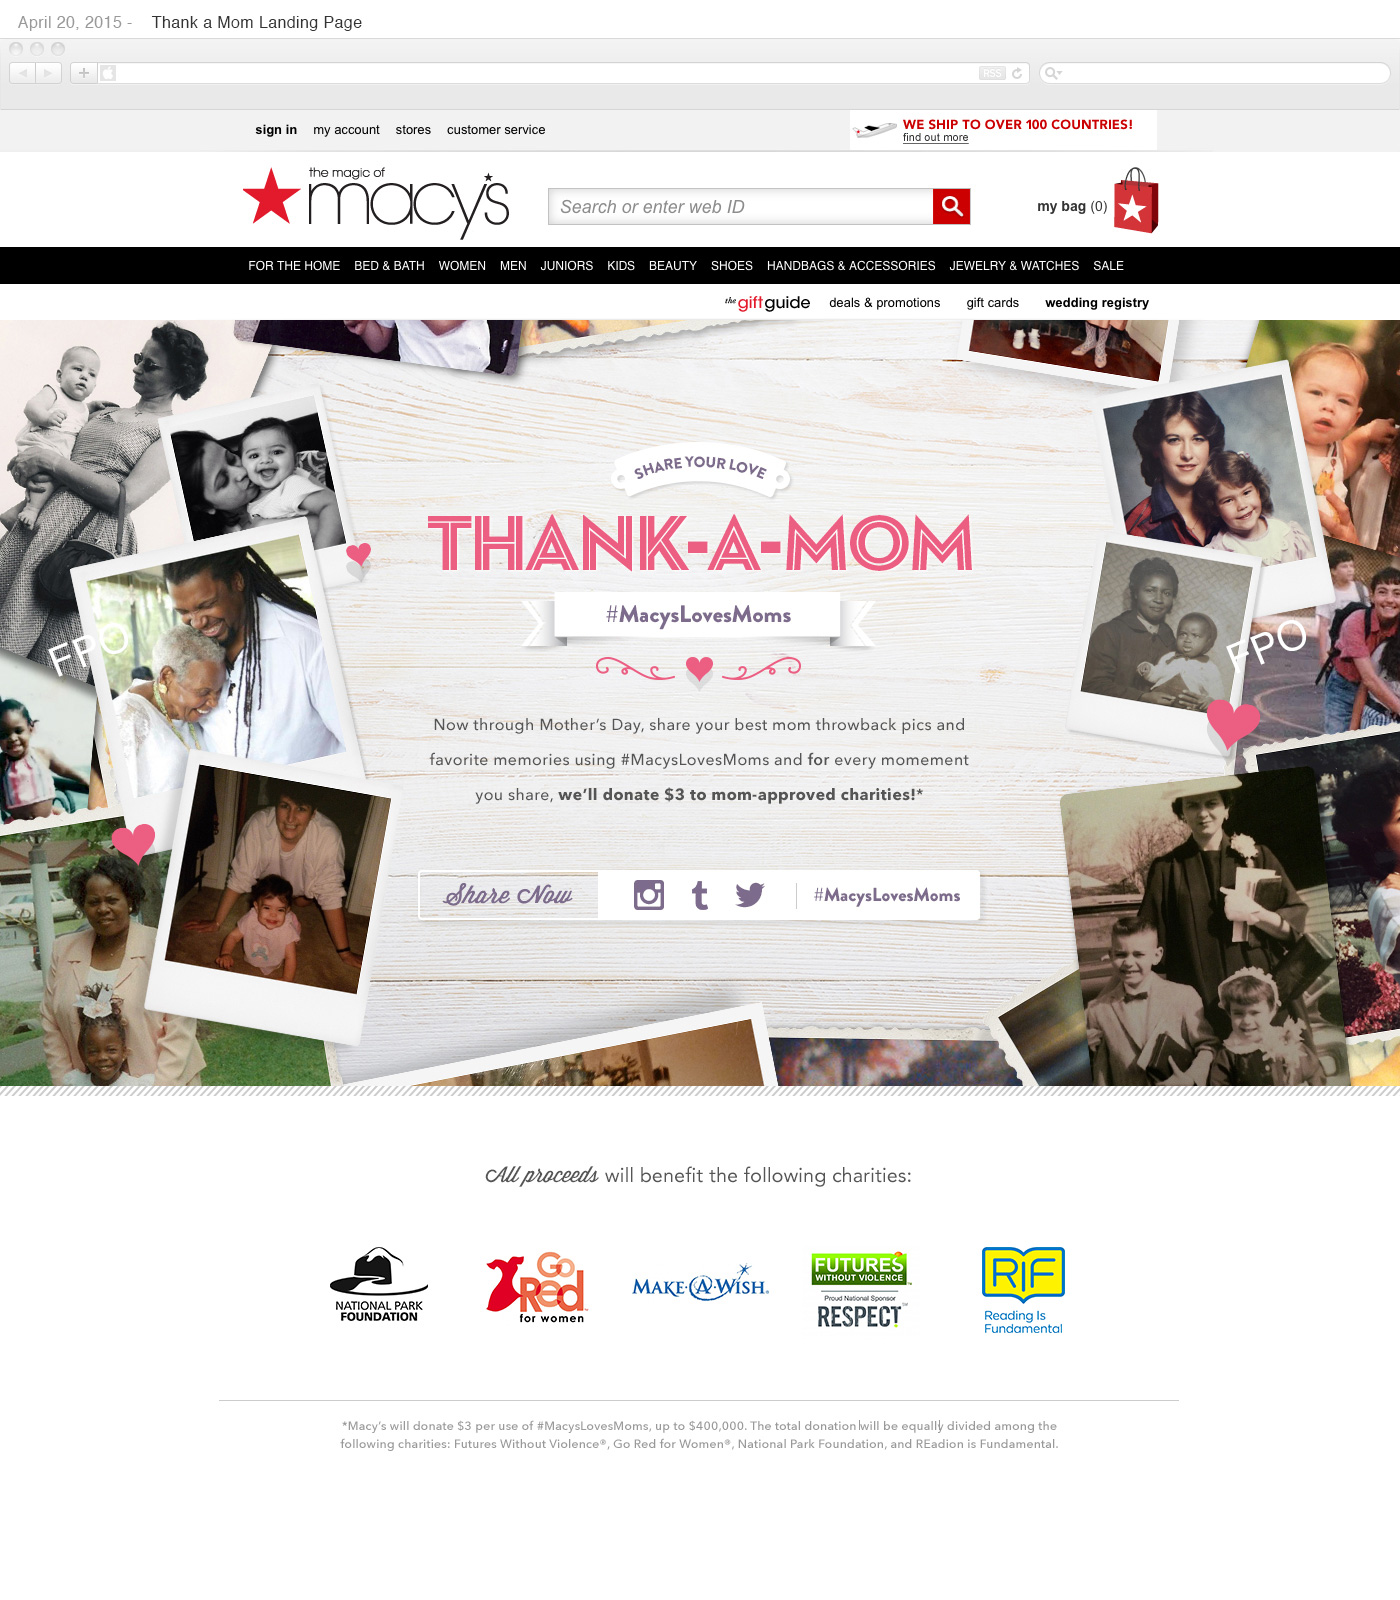 April 20, 2015 - Thank a Mom Landing Page
RSS
sign in my account stores customer service
WE SHIP TO OVER 100 COUNTRIES!
find out more
the magic of
macy's
Search or enter web ID
my bag (0)
FOR THE HOME BED & BATH WOMEN MEN JUNIORS KIDS BEAUTY SHOES HANDBAGS & ACCESSORIES JEWELRY & WATCHES SALE
the giftguide deals & promotions gift cards wedding registry
SHARE YOUR LOVE
THANK-A-MOM
#MacysLovesMoms
FPO
FPO
Now through Mother's Day, share your best mom throwback pics and
favorite memories using #MacysLovesMoms and for every momement
you share, we'll donate $3 to mom-approved charities!*
Share Now #MacysLovesMoms
All proceeds will benefit the following charities:
NATIONAL PARK
FOUNDATION
Go
Red
for women
MAKE-A-WISH®
FUTURES
WITHOUT VIOLENCE™
Proud National Sponsor
RESPECT
RIF
Reading Is
Fundamental
*Macy's will donate $3 per use of #MacysLovesMoms, up to $400,000. The total donation will be equally divided among the
following charities: Futures Without Violence®, Go Red for Women®, National Park Foundation, and REadion is Fundamental.